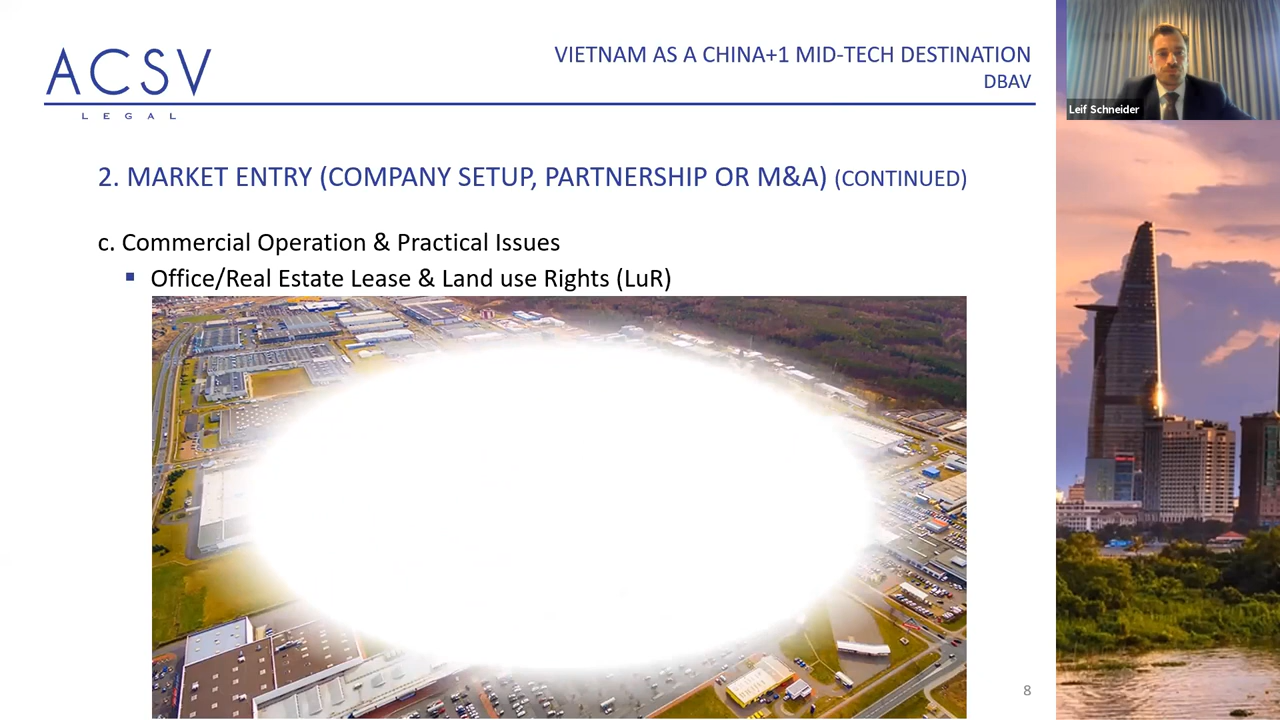 ACSV
LEGAL
VIETNAM AS A CHINA+1 MID-TECH DESTINATION
DBAV
Leif Schneider
2. MARKET ENTRY (COMPANY SETUP, PARTNERSHIP OR M&A) (CONTINUED)
c. Commercial Operation & Practical Issues
▪ Office/Real Estate Lease & Land use Rights (LuR)
8